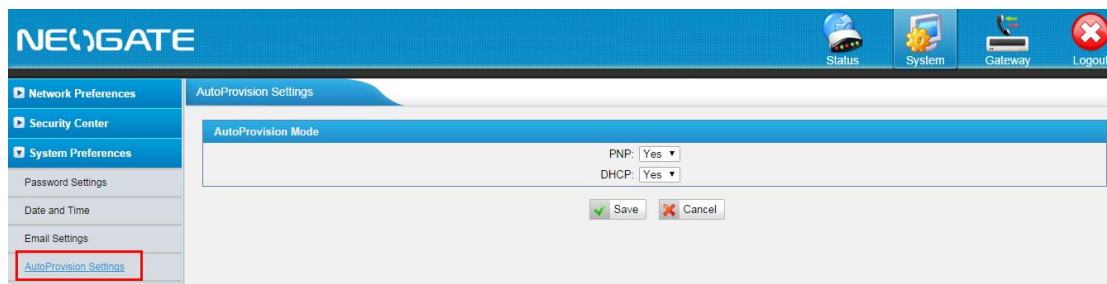 NEOGATE
Status System Gateway Logout
Network Preferences
AutoProvision Settings
Security Center
AutoProvision Mode
System Preferences
PNP: Yes
DHCP: Yes
Password Settings
Save Cancel
Date and Time
Email Settings
AutoProvision Settings